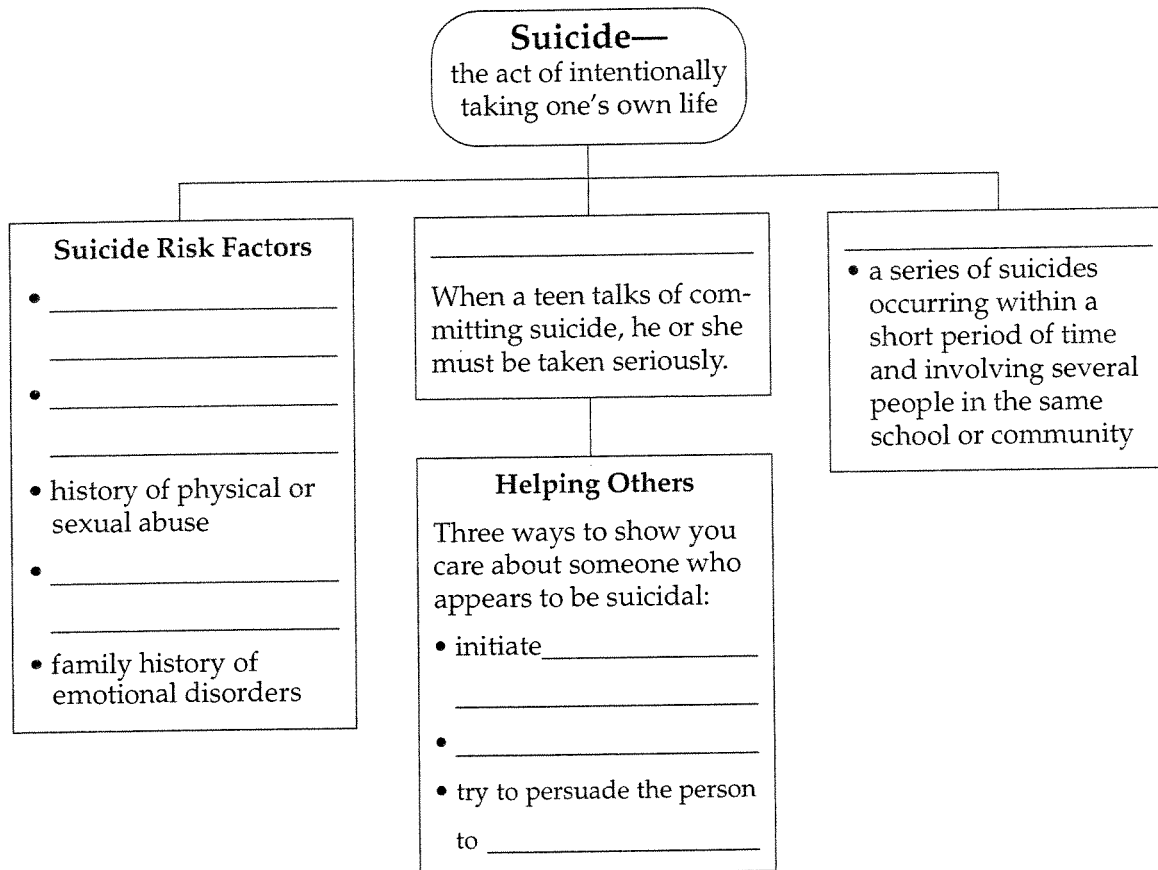 Suicide—
the act of intentionally
taking one's own life
Suicide Risk Factors
• history of physical or
sexual abuse
• family history of
emotional disorders
When a teen talks of com-
mitting suicide, he or she
must be taken seriously.
Helping Others
Three ways to show you
care about someone who
appears to be suicidal:
• initiate
• try to persuade the person
to
• a series of suicides
occurring within a
short period of time
and involving several
people in the same
school or community